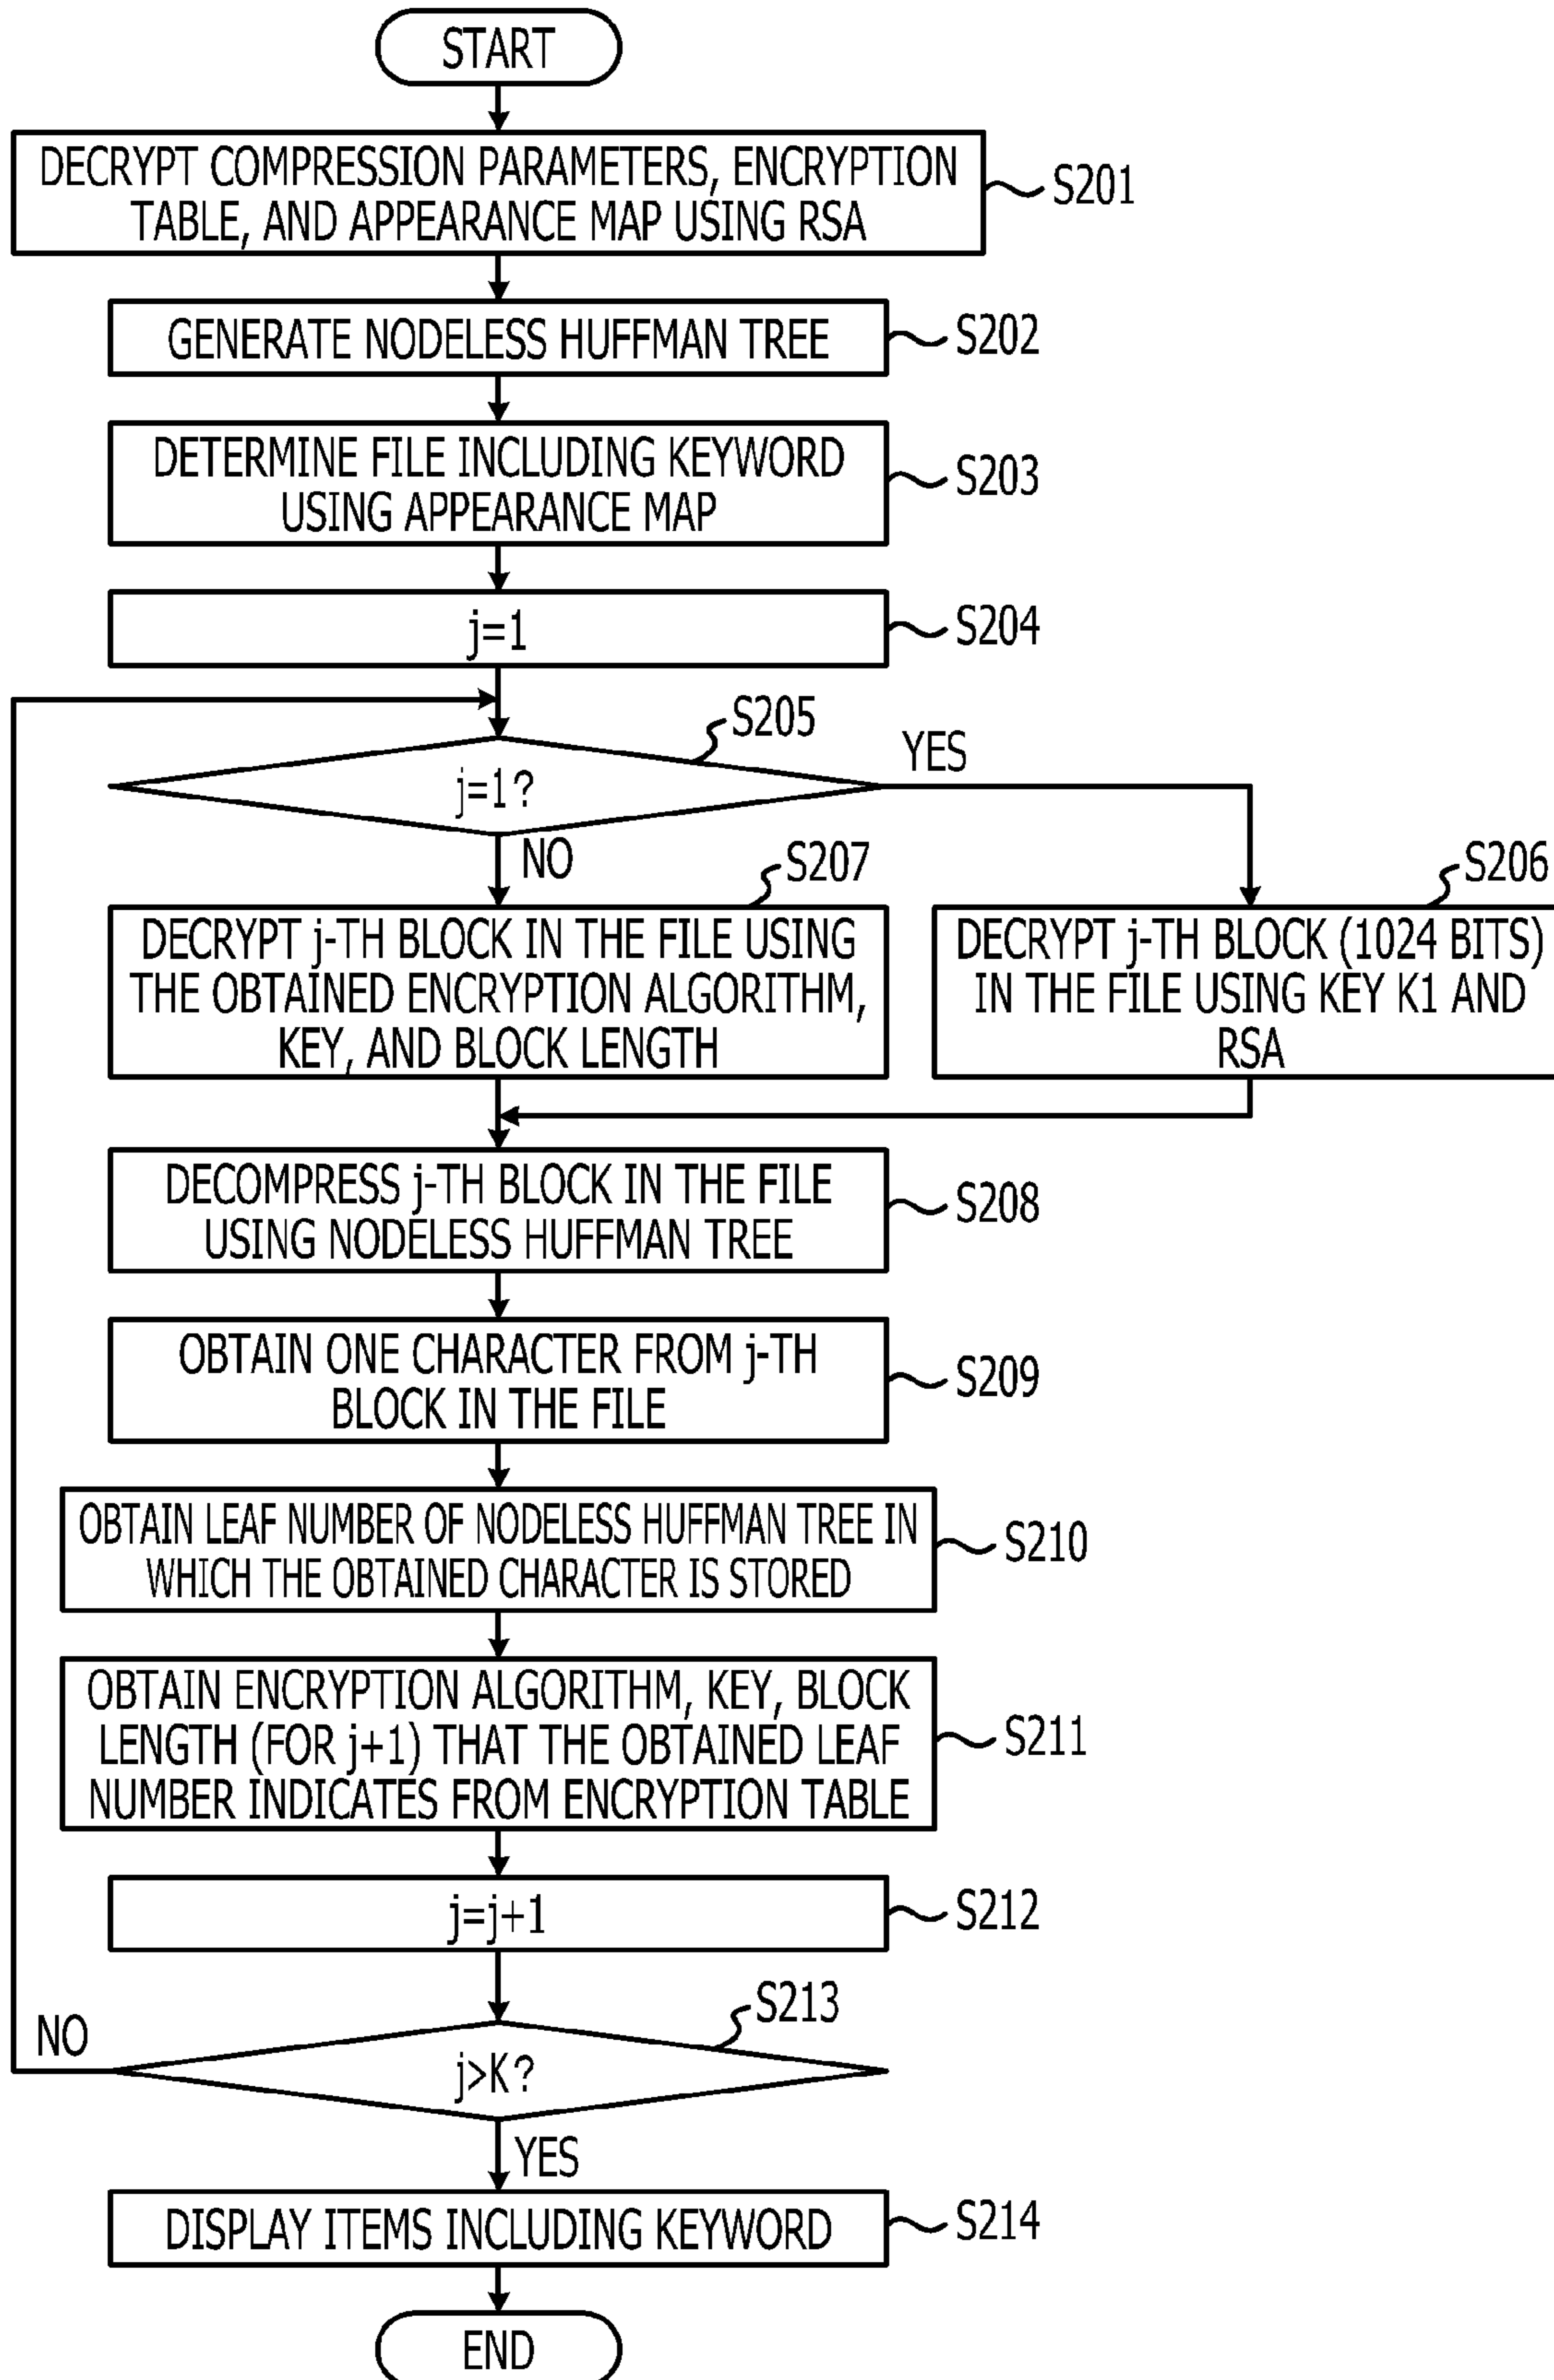 START
DECRYPT COMPRESSION PARAMETERS, ENCRYPTION
TABLE, AND APPEARANCE MAP USING RSA
S201
GENERATE NODELESS HUFFMAN TREE
S202
DETERMINE FILE INCLUDING KEYWORD
USING APPEARANCE MAP
S203
j=1
S204
S205
j=1?
YES
NO
S207
DECRYPT j-TH BLOCK IN THE FILE USING
THE OBTAINED ENCRYPTION ALGORITHM,
KEY, AND BLOCK LENGTH
S206
DECRYPT j-TH BLOCK (1024 BITS)
IN THE FILE USING KEY K1 AND
RSA
DECOMPRESS j-TH BLOCK IN THE FILE
USING NODELESS HUFFMAN TREE
S208
OBTAIN ONE CHARACTER FROM j-TH
BLOCK IN THE FILE
S209
OBTAIN LEAF NUMBER OF NODELESS HUFFMAN TREE IN
WHICH THE OBTAINED CHARACTER IS STORED
S210
OBTAIN ENCRYPTION ALGORITHM, KEY, BLOCK
LENGTH (FOR j+1) THAT THE OBTAINED LEAF
NUMBER INDICATES FROM ENCRYPTION TABLE
S211
j=j+1
S212
S213
j>K?
NO
YES
DISPLAY ITEMS INCLUDING KEYWORD
S214
END